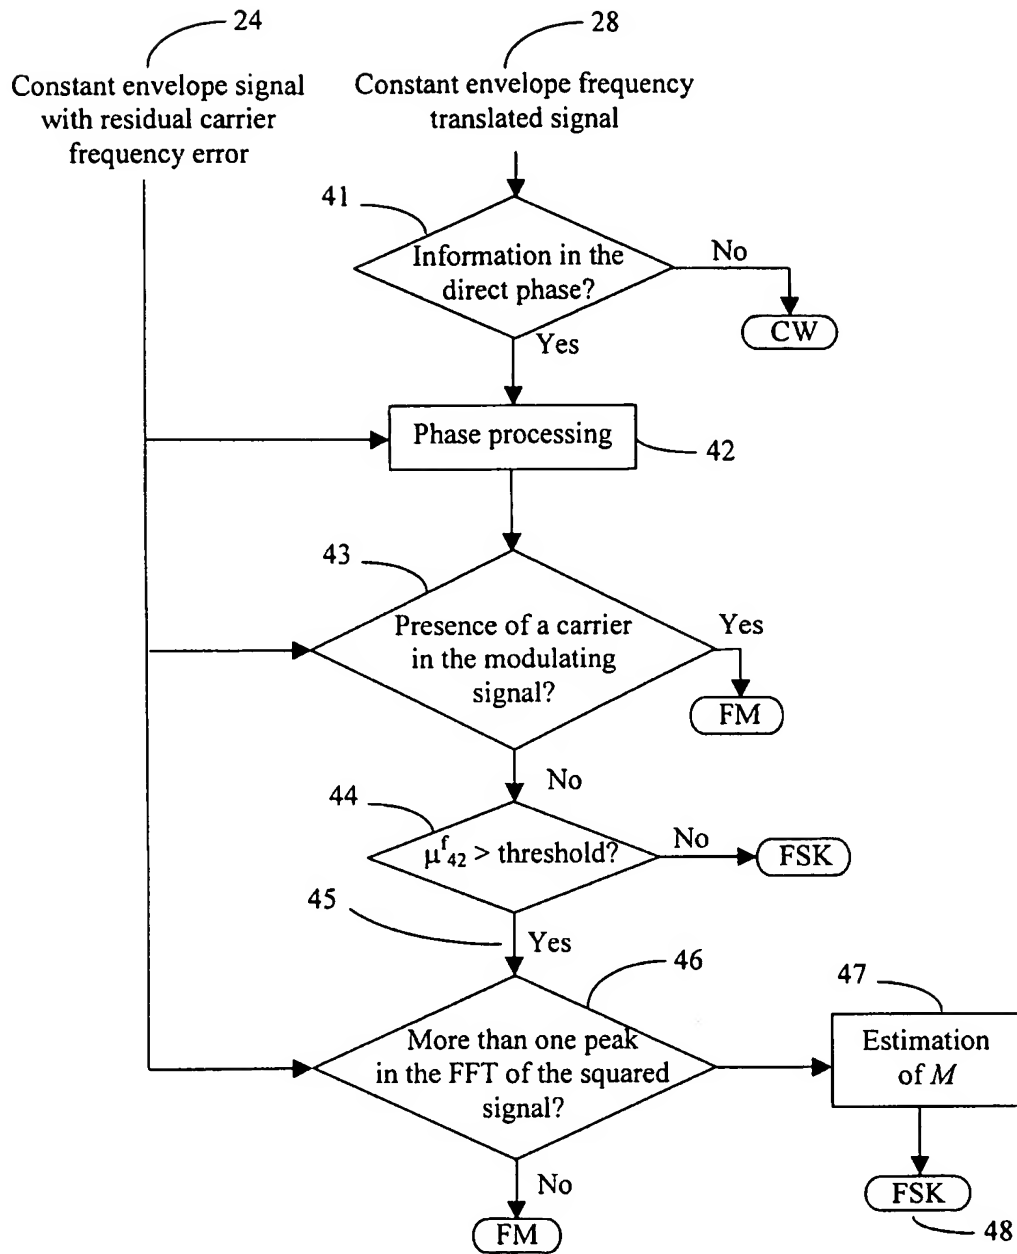 24
Constant envelope signal
with residual carrier
frequency error
28
Constant envelope frequency
translated signal
41
Information in the
direct phase?
No
CW
Yes
Phase processing
42
43
Presence of a carrier
in the modulating
signal?
Yes
FM
No
44
μf42 > threshold?
No
FSK
45
Yes
46
More than one peak
in the FFT of the squared
signal?
47
Estimation
of M
No
FM
FSK
48